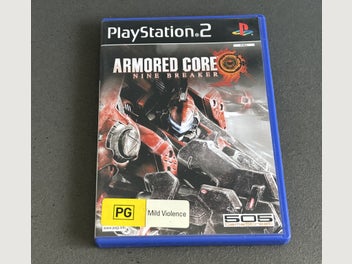 PlayStation®2
ARMORED CORE
NINE BREAKER
PG
Mild Violence
505